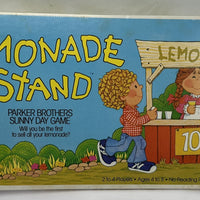 MONADE
STAND
PARKER BROTHERS
SUNNY DAY GAME
Will you be the first
to sell all your lemonade?
LEMO
10
2 to 4 Players • Ages 4 to 8 • No Reading